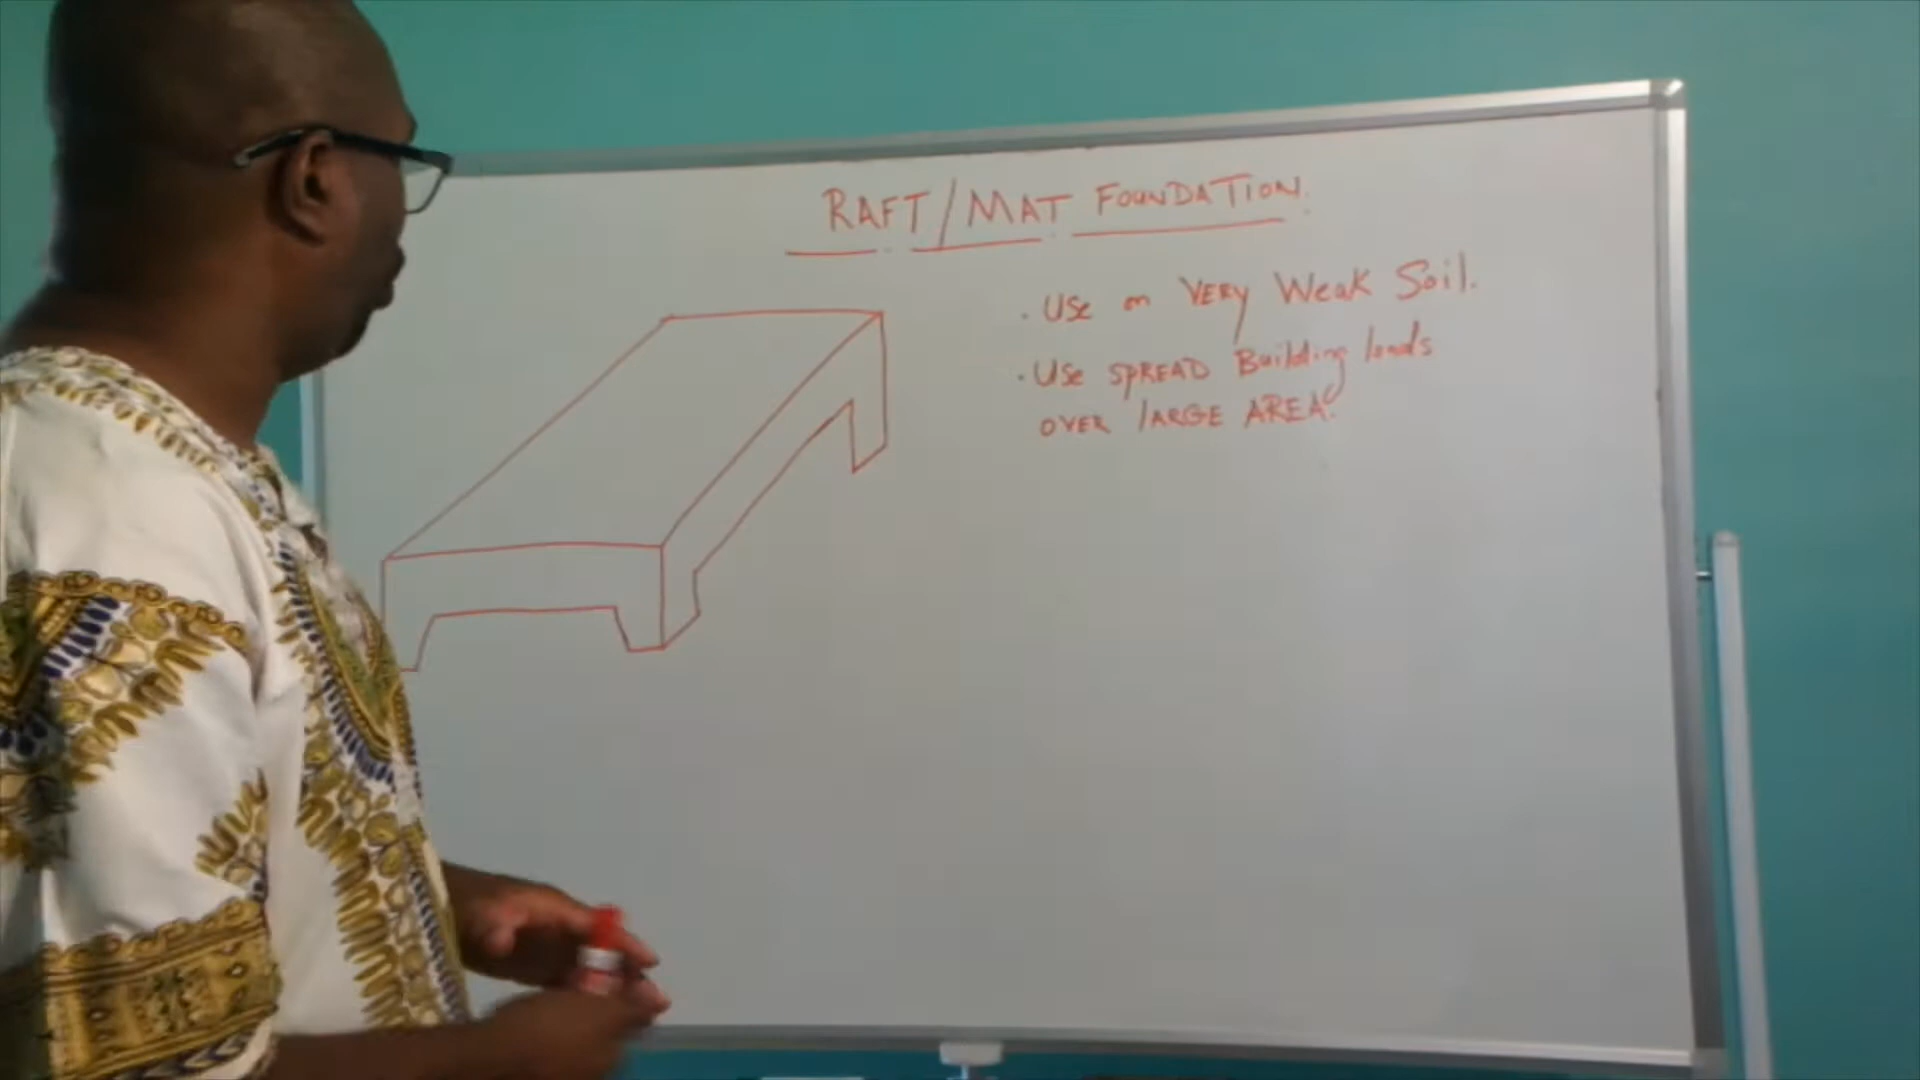 RAFT/MAT FOUNDATION.
. Use on VERY Weak Soil.
. Use SPREAD Building loads
OVER LARGE AREA.